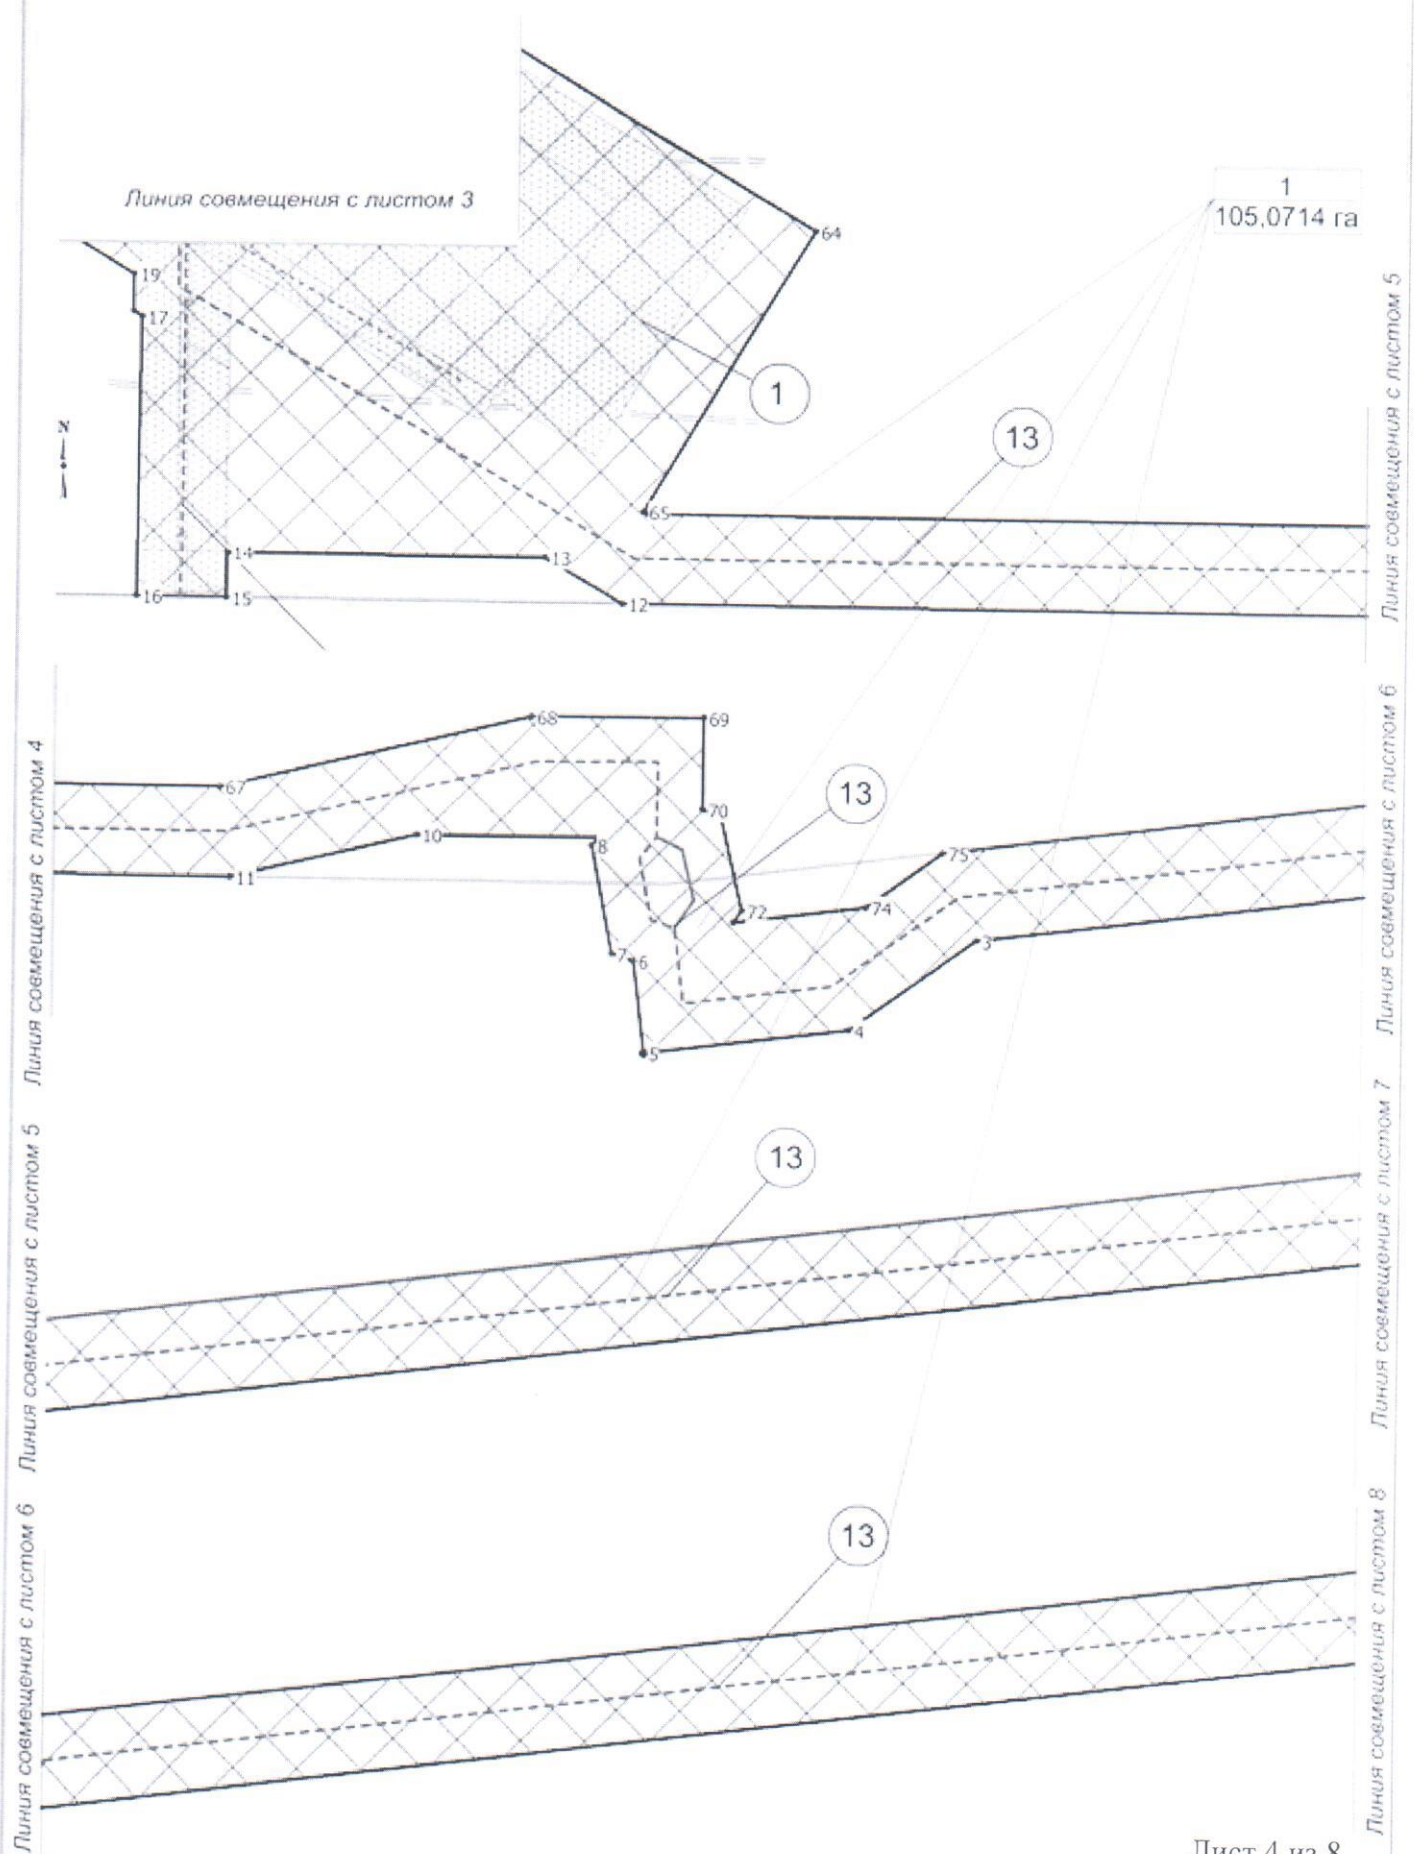 Линия совмещения с листом 3
1
105,0714 га
64
19
17
1
13
N
65
14
13
16
15
12
Линия совмещения с листом 5
68
69
67
13
70
10
8
11
75
72
74
3
7
6
4
5
Линия совмещения с листом 4
Линия совмещения с листом 6
13
Линия совмещения с листом 5
Линия совмещения с листом 7
13
Линия совмещения с листом 6
Линия совмещения с листом 8
Лист 4 из 8